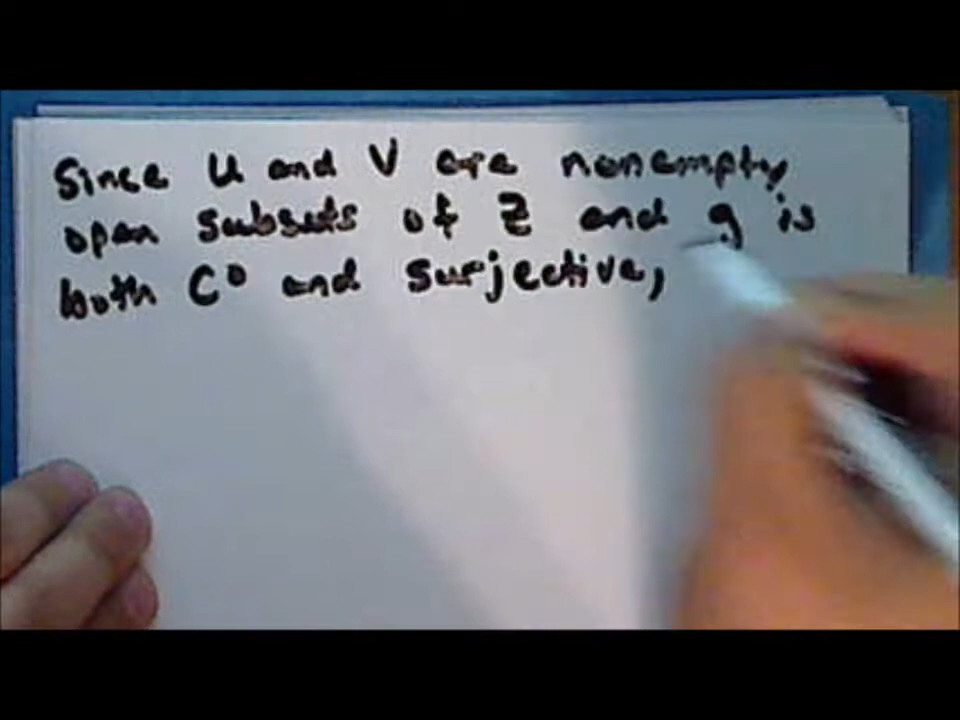 Since U and V are nonempty
open subsets of Z and g is
both C⁰ and surjective,